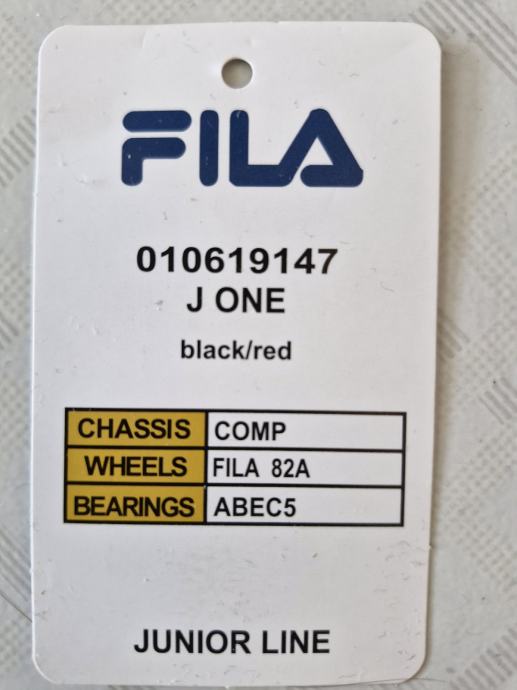 FILA
010619147
J ONE
black/red
CHASSIS COMP
WHEELS FILA 82A
BEARINGS ABEC5
JUNIOR LINE